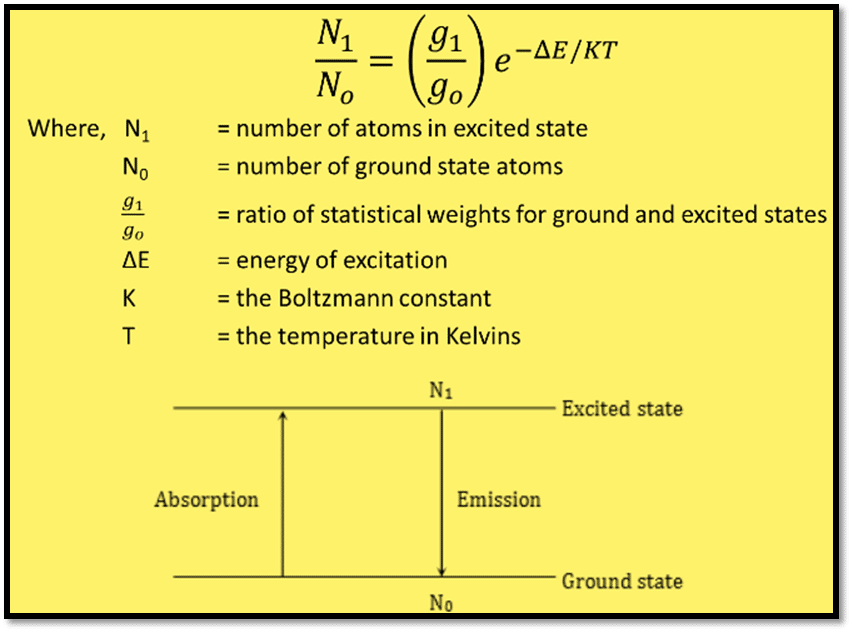 N₁/Nₒ = (g₁/gₒ) e^(−ΔE/KT)
Where, N₁ = number of atoms in excited state
N₀ = number of ground state atoms
g₁/gₒ = ratio of statistical weights for ground and excited states
ΔE = energy of excitation
K = the Boltzmann constant
T = the temperature in Kelvins
N₁
Excited state
Absorption Emission
Ground state
N₀